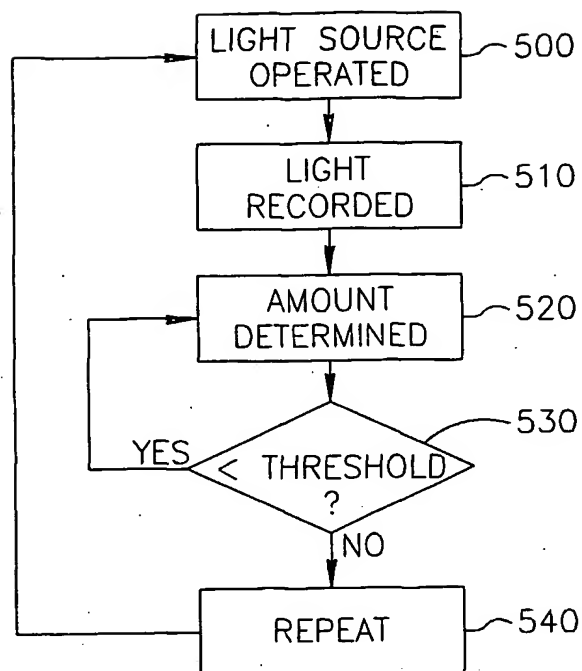 LIGHT SOURCE
OPERATED
500
LIGHT
RECORDED
510
AMOUNT
DETERMINED
520
530
YES
< THRESHOLD
?
NO
REPEAT
540